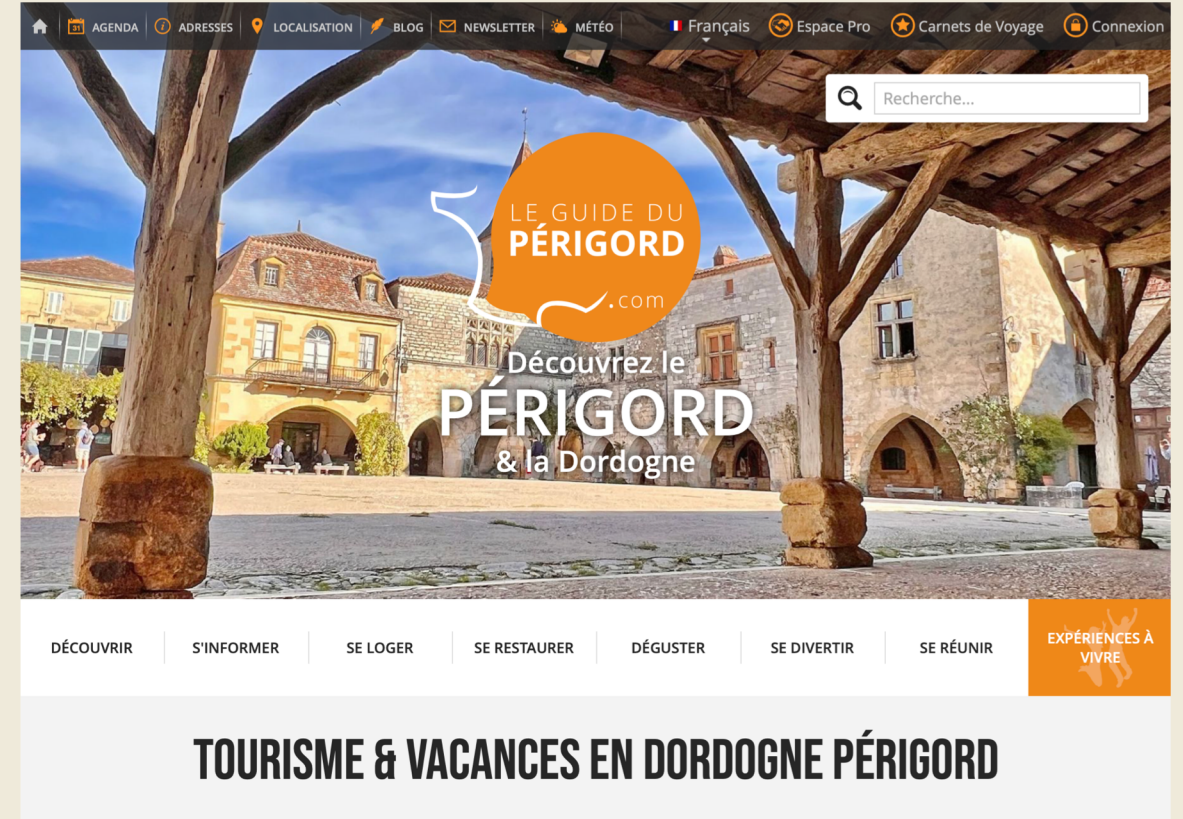 31 AGENDA ADRESSES LOCALISATION BLOG NEWSLETTER MÉTÉO Français Espace Pro Carnets de Voyage Connexion
Recherche...
LE GUIDE DU
PÉRIGORD
.com
Découvrez le
PÉRIGORD
& la Dordogne
DÉCOUVRIR S'INFORMER SE LOGER SE RESTAURER DÉGUSTER SE DIVERTIR SE RÉUNIR EXPÉRIENCES À
VIVRE
TOURISME & VACANCES EN DORDOGNE PÉRIGORD